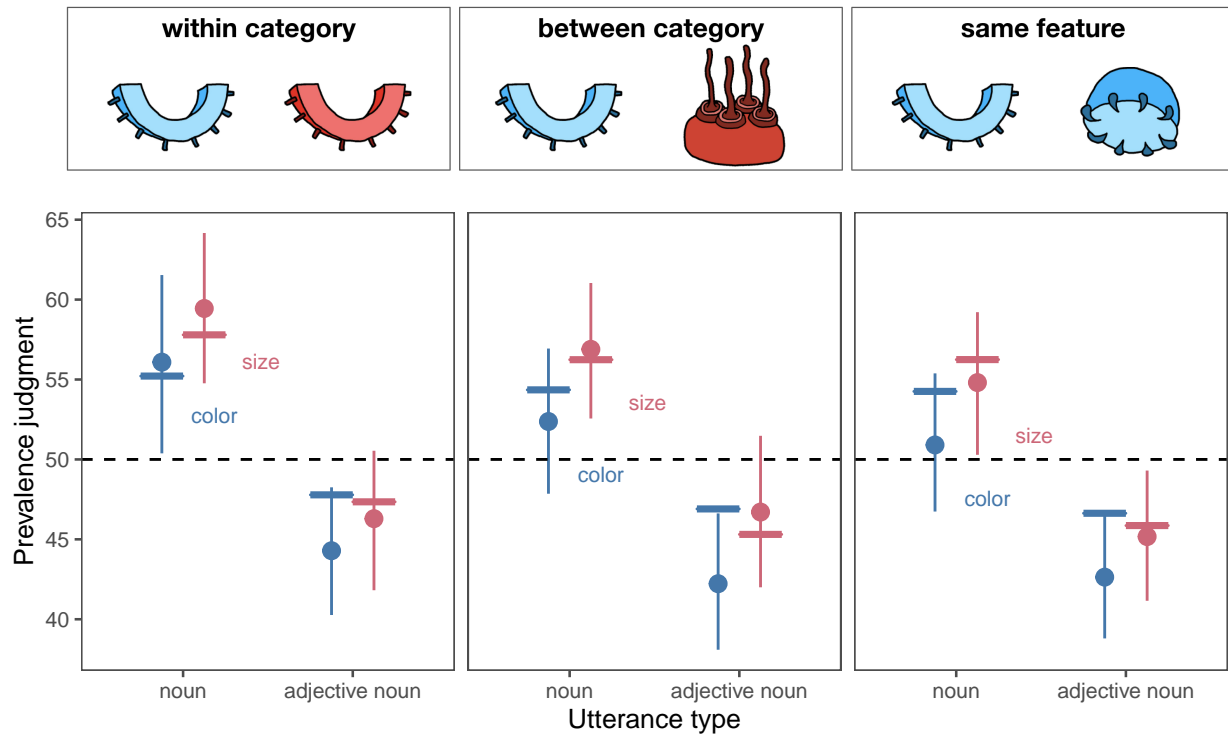 within category
between category
same feature
Prevalence judgment
65
60
55
50
45
40
size
color
size
color
size
color
noun
adjective noun
noun
adjective noun
noun
adjective noun
Utterance type